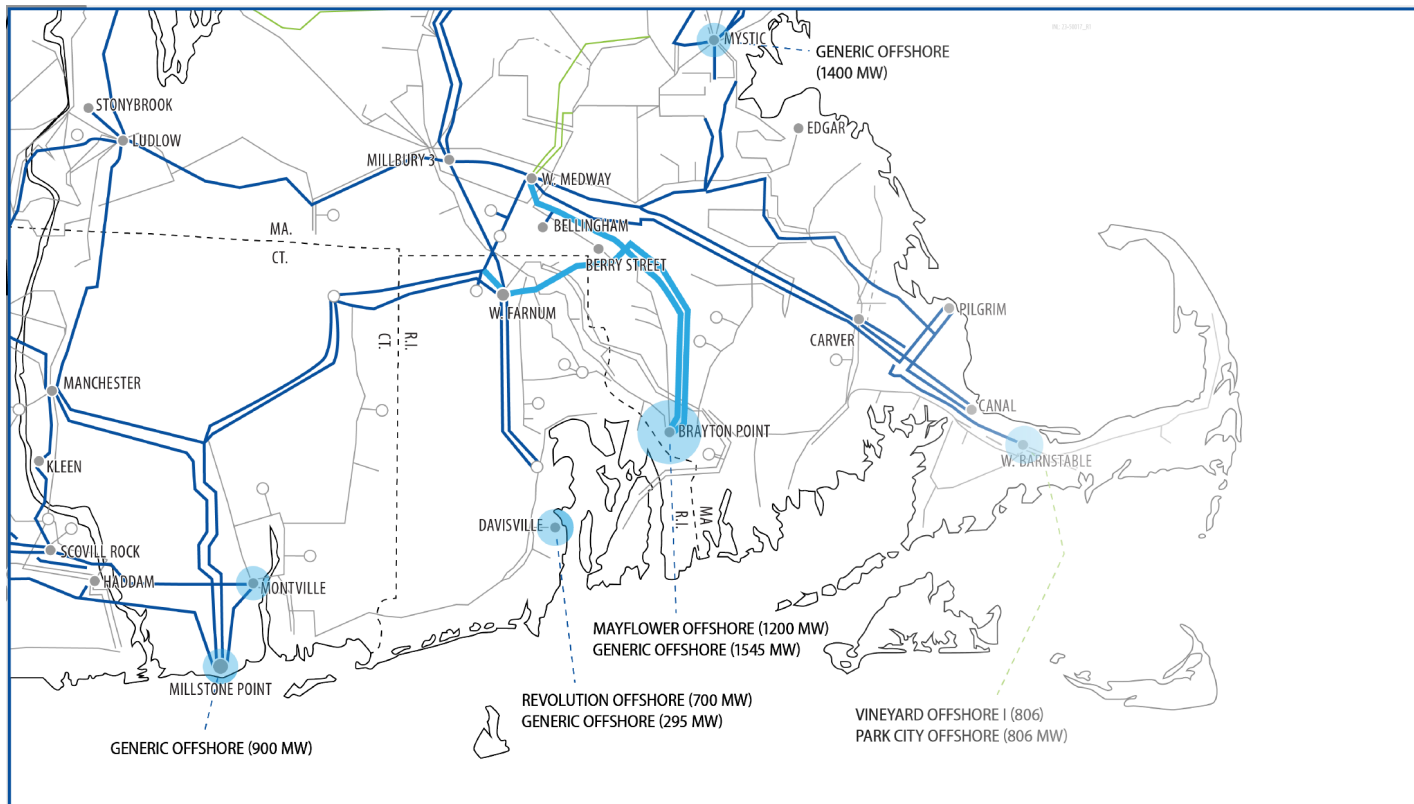 MYSTIC
GENERIC OFFSHORE
(1400 MW)
STONYBROOK
EDGAR
LUDLOW
MILLBURY 3
W. MEDWAY
MA.
CT.
BELLINGHAM
BERRY STREET
W. FARNUM
PILGRIM
CARVER
R.I.
CT.
MANCHESTER
CANAL
BRAYTON POINT
W. BARNSTABLE
KLEEN
DAVISVILLE
MA
R.I.
SCOVILL ROCK
HADDAM
MONTVILLE
MAYFLOWER OFFSHORE (1200 MW)
GENERIC OFFSHORE (1545 MW)
MILLSTONE POINT
REVOLUTION OFFSHORE (700 MW)
GENERIC OFFSHORE (295 MW)
VINEYARD OFFSHORE I (806)
PARK CITY OFFSHORE (806 MW)
GENERIC OFFSHORE (900 MW)